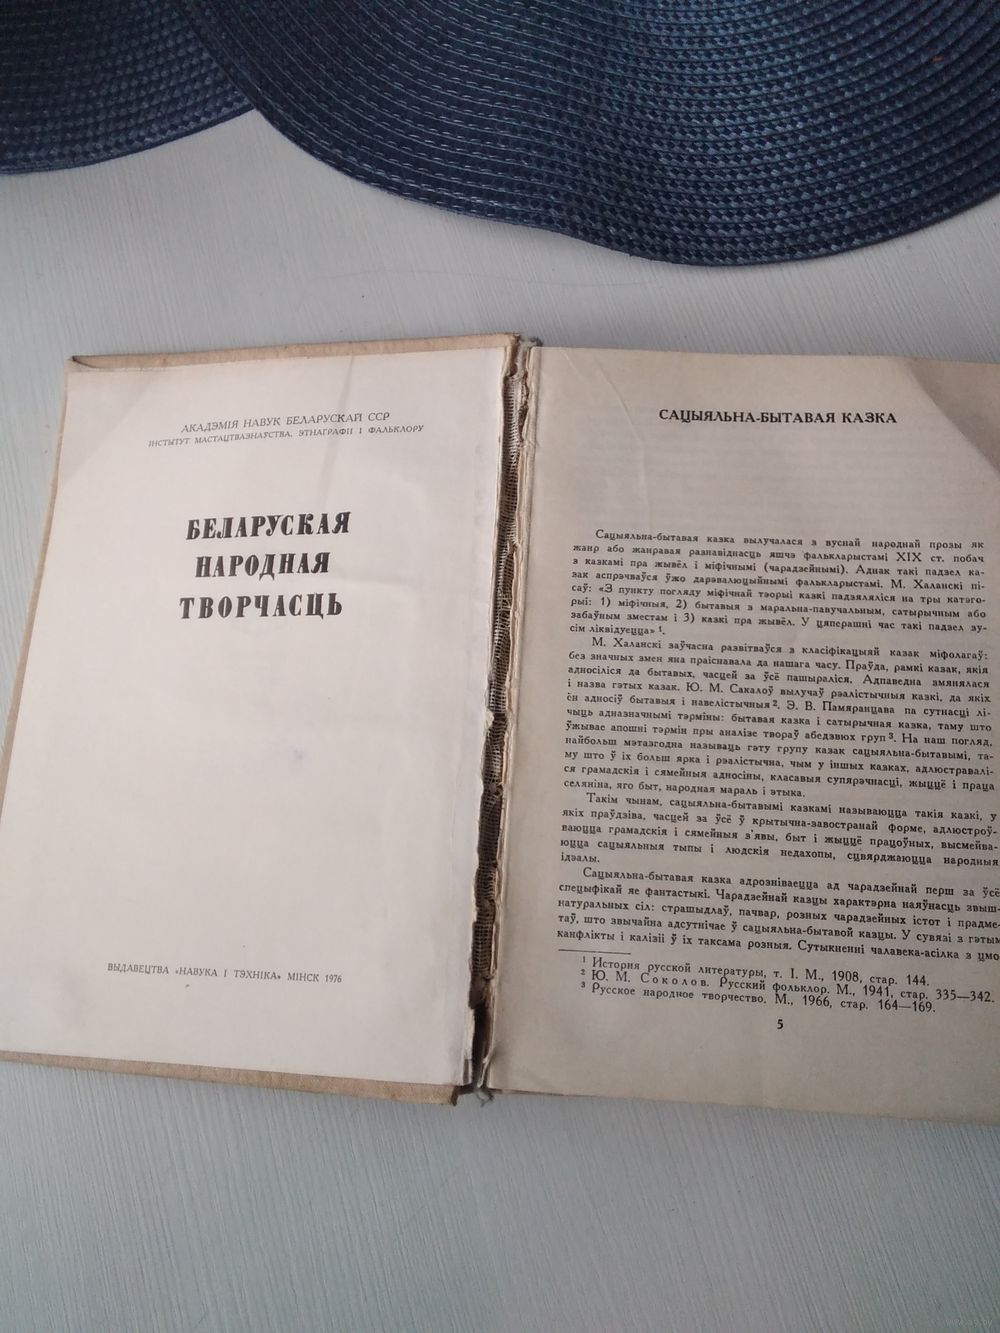 АКАДЭМІЯ НАВУК БЕЛАРУСКАЙ ССР
ІНСТЫТУТ МАСТАЦТВАЗНАЎСТВА, ЭТНАГРАФІІ І ФАЛЬКЛОРУ
БЕЛАРУСКАЯ
НАРОДНАЯ
ТВОРЧАСЦЬ
ВЫДАВЕЦТВА «НАВУКА І ТЭХНІКА» МІНСК 1976
САЦЫЯЛЬНА-БЫТАВАЯ КАЗКА
Сацыяльна-бытавая казка вылучалася з вуснай народнай прозы як
жанр або жанравая разнавіднасць яшчэ фалькларыстамі XIX ст. побач
з казкамі пра жывёл і міфічнымі (чарадзейнымі). Аднак такі падзел ка-
зак аспрэчваўся ўжо дарэвалюцыйнымі фалькларыстамі. М. Халанскі пі-
саў: «З пункту погляду міфічнай тэорыі казкі падзяляліся на тры катэго-
рыі: 1) міфічныя, 2) бытавыя з маральна-павучальным, сатырычным або
забаўным зместам і 3) казкі пра жывёл. У цяперашні час такі падзел зу-
сім ліквідуецца» 1.
М. Халанскі заўчасна развітваўся з класіфікацыяй казак міфолагаў:
без значных змен яна праіснавала да нашага часу. Праўда, рамкі казак, якія
адносіліся да бытавых, часцей за ўсё пашыраліся. Адпаведна змянялася
і назва гэтых казак. Ю. М. Сакалоў вылучаў рэалістычныя казкі, да якіх
ён адносіў бытавыя і навелістычныя 2. Э. В. Памяранцава па сутнасці лі-
чыць адназначнымі тэрміны: бытавая казка і сатырычная казка, таму што
ўжывае апошні тэрмін пры аналізе твораў абедзвюх груп 3. На наш погляд,
найбольш мэтазгодна называць гэту групу казак сацыяльна-бытавымі, та-
му што ў іх больш ярка і рэалістычна, чым у іншых казках, адлюстравалі-
ся грамадскія і сямейныя адносіны, класавыя супярэчнасці, жыццё і праца
селяніна, яго быт, народная мараль і этыка.
Такім чынам, сацыяльна-бытавымі казкамі называюцца такія казкі, у
якіх праўдзіва, часцей за ўсё ў крытычна-завостранай форме, адлюстроў-
ваюцца грамадскія і сямейныя з'явы, быт і жыццё працоўных, высмейва-
юцца сацыяльныя тыпы і людскія недахопы, сцвярджаюцца народныя
ідэалы.
Сацыяльна-бытавая казка адрозніваецца ад чарадзейнай перш за ўсё
спецыфікай яе фантастыкі. Чарадзейнай казцы характэрна наяўнасць звыш-
натуральных сіл: страшыдлаў, пачвар, розных чарадзейных істот і прадме-
таў, што звычайна адсутнічае ў сацыяльна-бытавой казцы. У сувязі з гэтым
канфлікты і калізіі ў іх таксама розныя. Сутыкненні чалавека-асілка з цмо
1 История русской литературы, т. I. М., 1908, стар. 144.
2 Ю. М. Соколов. Русский фольклор. М., 1941, стар. 335—342.
3 Русское народное творчество. М., 1966, стар. 164—169.
5